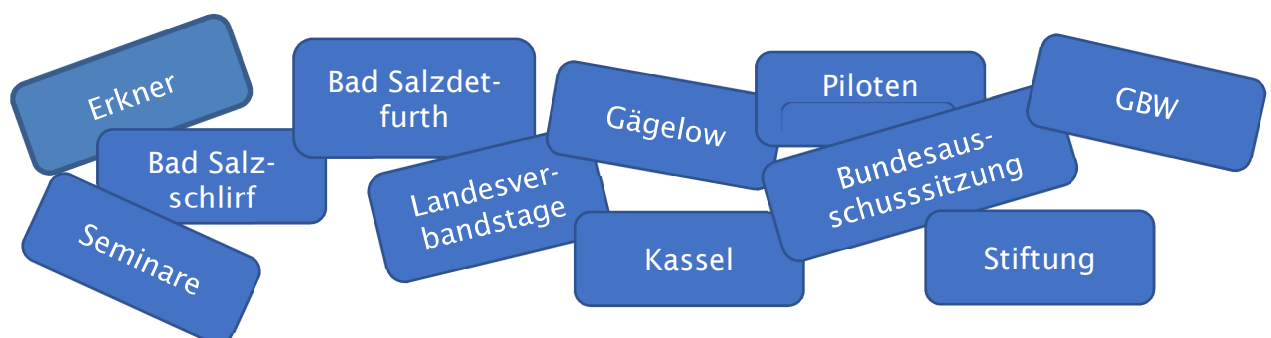 Erkner
Bad Salz-
schlirf
Seminare
Bad Salzdet-
furth
Landesver-
bandstage
Gägelow
Kassel
Piloten
Bundesaus-
schusssitzung
GBW
Stiftung